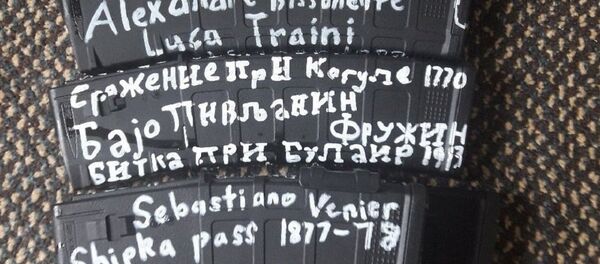 Alexandre Bissonnette
Luca Traini
Сражение при Кагуле 1770
Бајо Пивљанин
Фружин
Битка при Булаир 1913
Sebastiano Venier
Shipka pass 1877-78